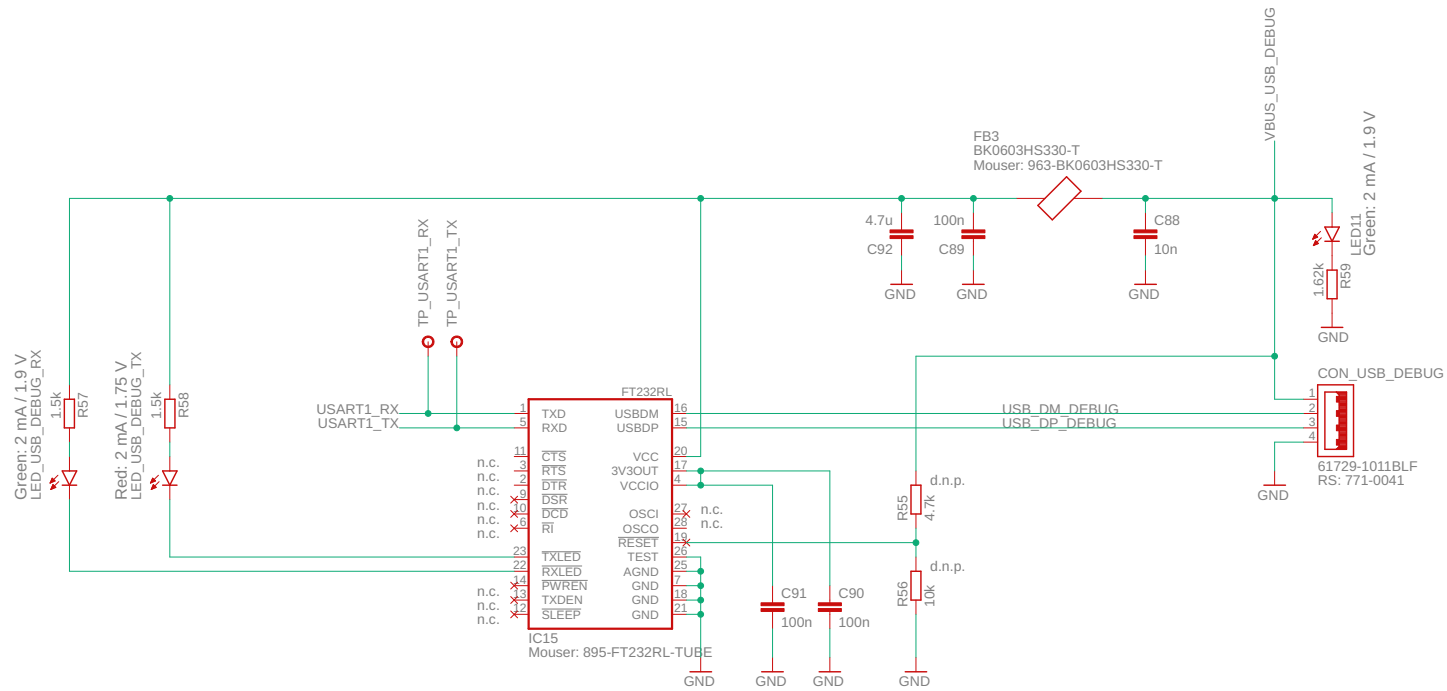 VBUS_USB_DEBUG
FB3
BK0603HS330-T
Mouser: 963-BK0603HS330-T
4.7u
C92
GND
100n
C89
GND
C88
10n
GND
LED11
Green: 2 mA / 1.9 V
1.62k
R59
GND
TP_USART1_RX
TP_USART1_TX
Green: 2 mA / 1.9 V
LED_USB_DEBUG_RX
1.5k
R57
Red: 2 mA / 1.75 V
LED_USB_DEBUG_TX
1.5k
R58
USART1_RX
USART1_TX
FT232RL
1 TXD
5 RXD
11 CTS
3 RTS
2 DTR
9 DSR
10 DCD
6 RI
23 TXLED
22 RXLED
14 PWREN
13 TXDEN
12 SLEEP
n.c.
n.c.
n.c.
n.c.
n.c.
n.c.
n.c.
n.c.
n.c.
USBDM 16
USBDP 15
VCC 20
3V3OUT 17
VCCIO 4
OSCI 27
OSCO 28
RESET 19
TEST 26
AGND 25
GND 7
GND 18
GND 21
n.c.
n.c.
IC15
Mouser: 895-FT232RL-TUBE
GND
C91
100n
GND
C90
100n
GND
d.n.p.
R55
4.7k
d.n.p.
R56
10k
GND
USB_DM_DEBUG
USB_DP_DEBUG
CON_USB_DEBUG
1
2
3
4
61729-1011BLF
RS: 771-0041
GND